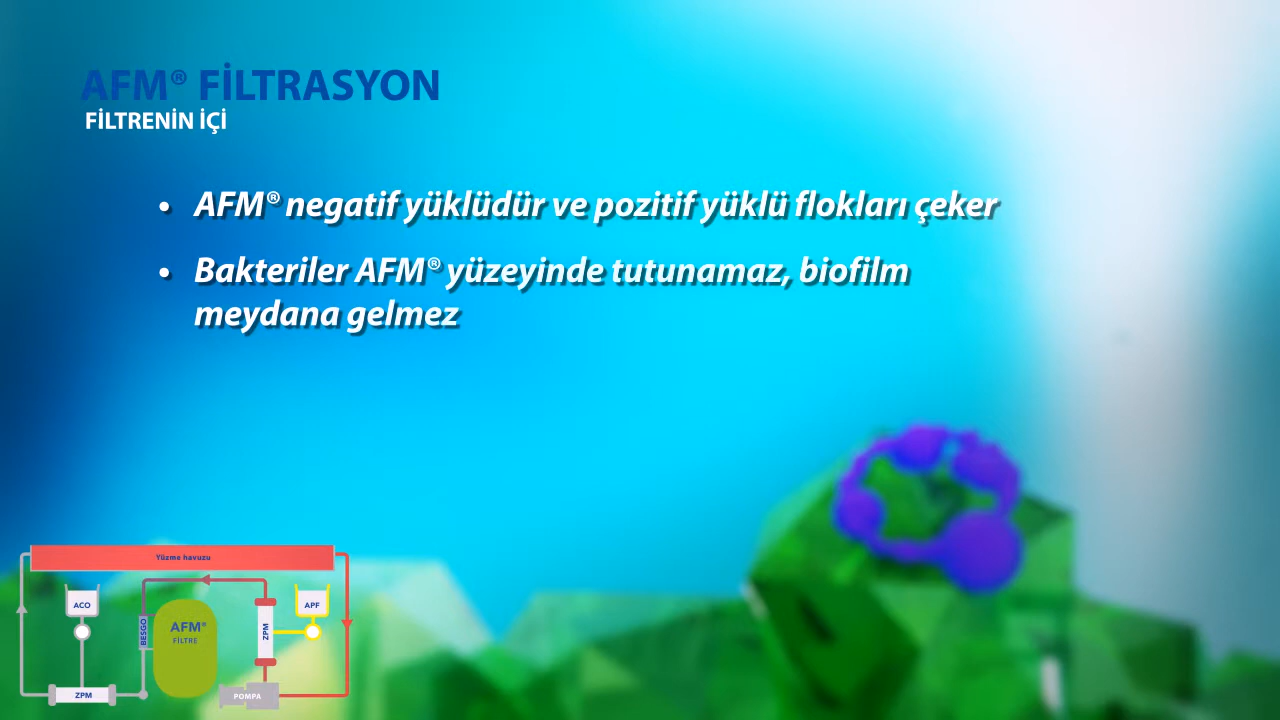 AFM® FİLTRASYON
FİLTRENİN İÇİ
• AFM® negatif yüklüdür ve pozitif yüklü flokları çeker
• Bakteriler AFM® yüzeyinde tutunamaz, biofilm
meydana gelmez
Yüzme havuzu
ACO
APF
BESGO
AFM®
FİLTRE
ZPM
ZPM
POMPA